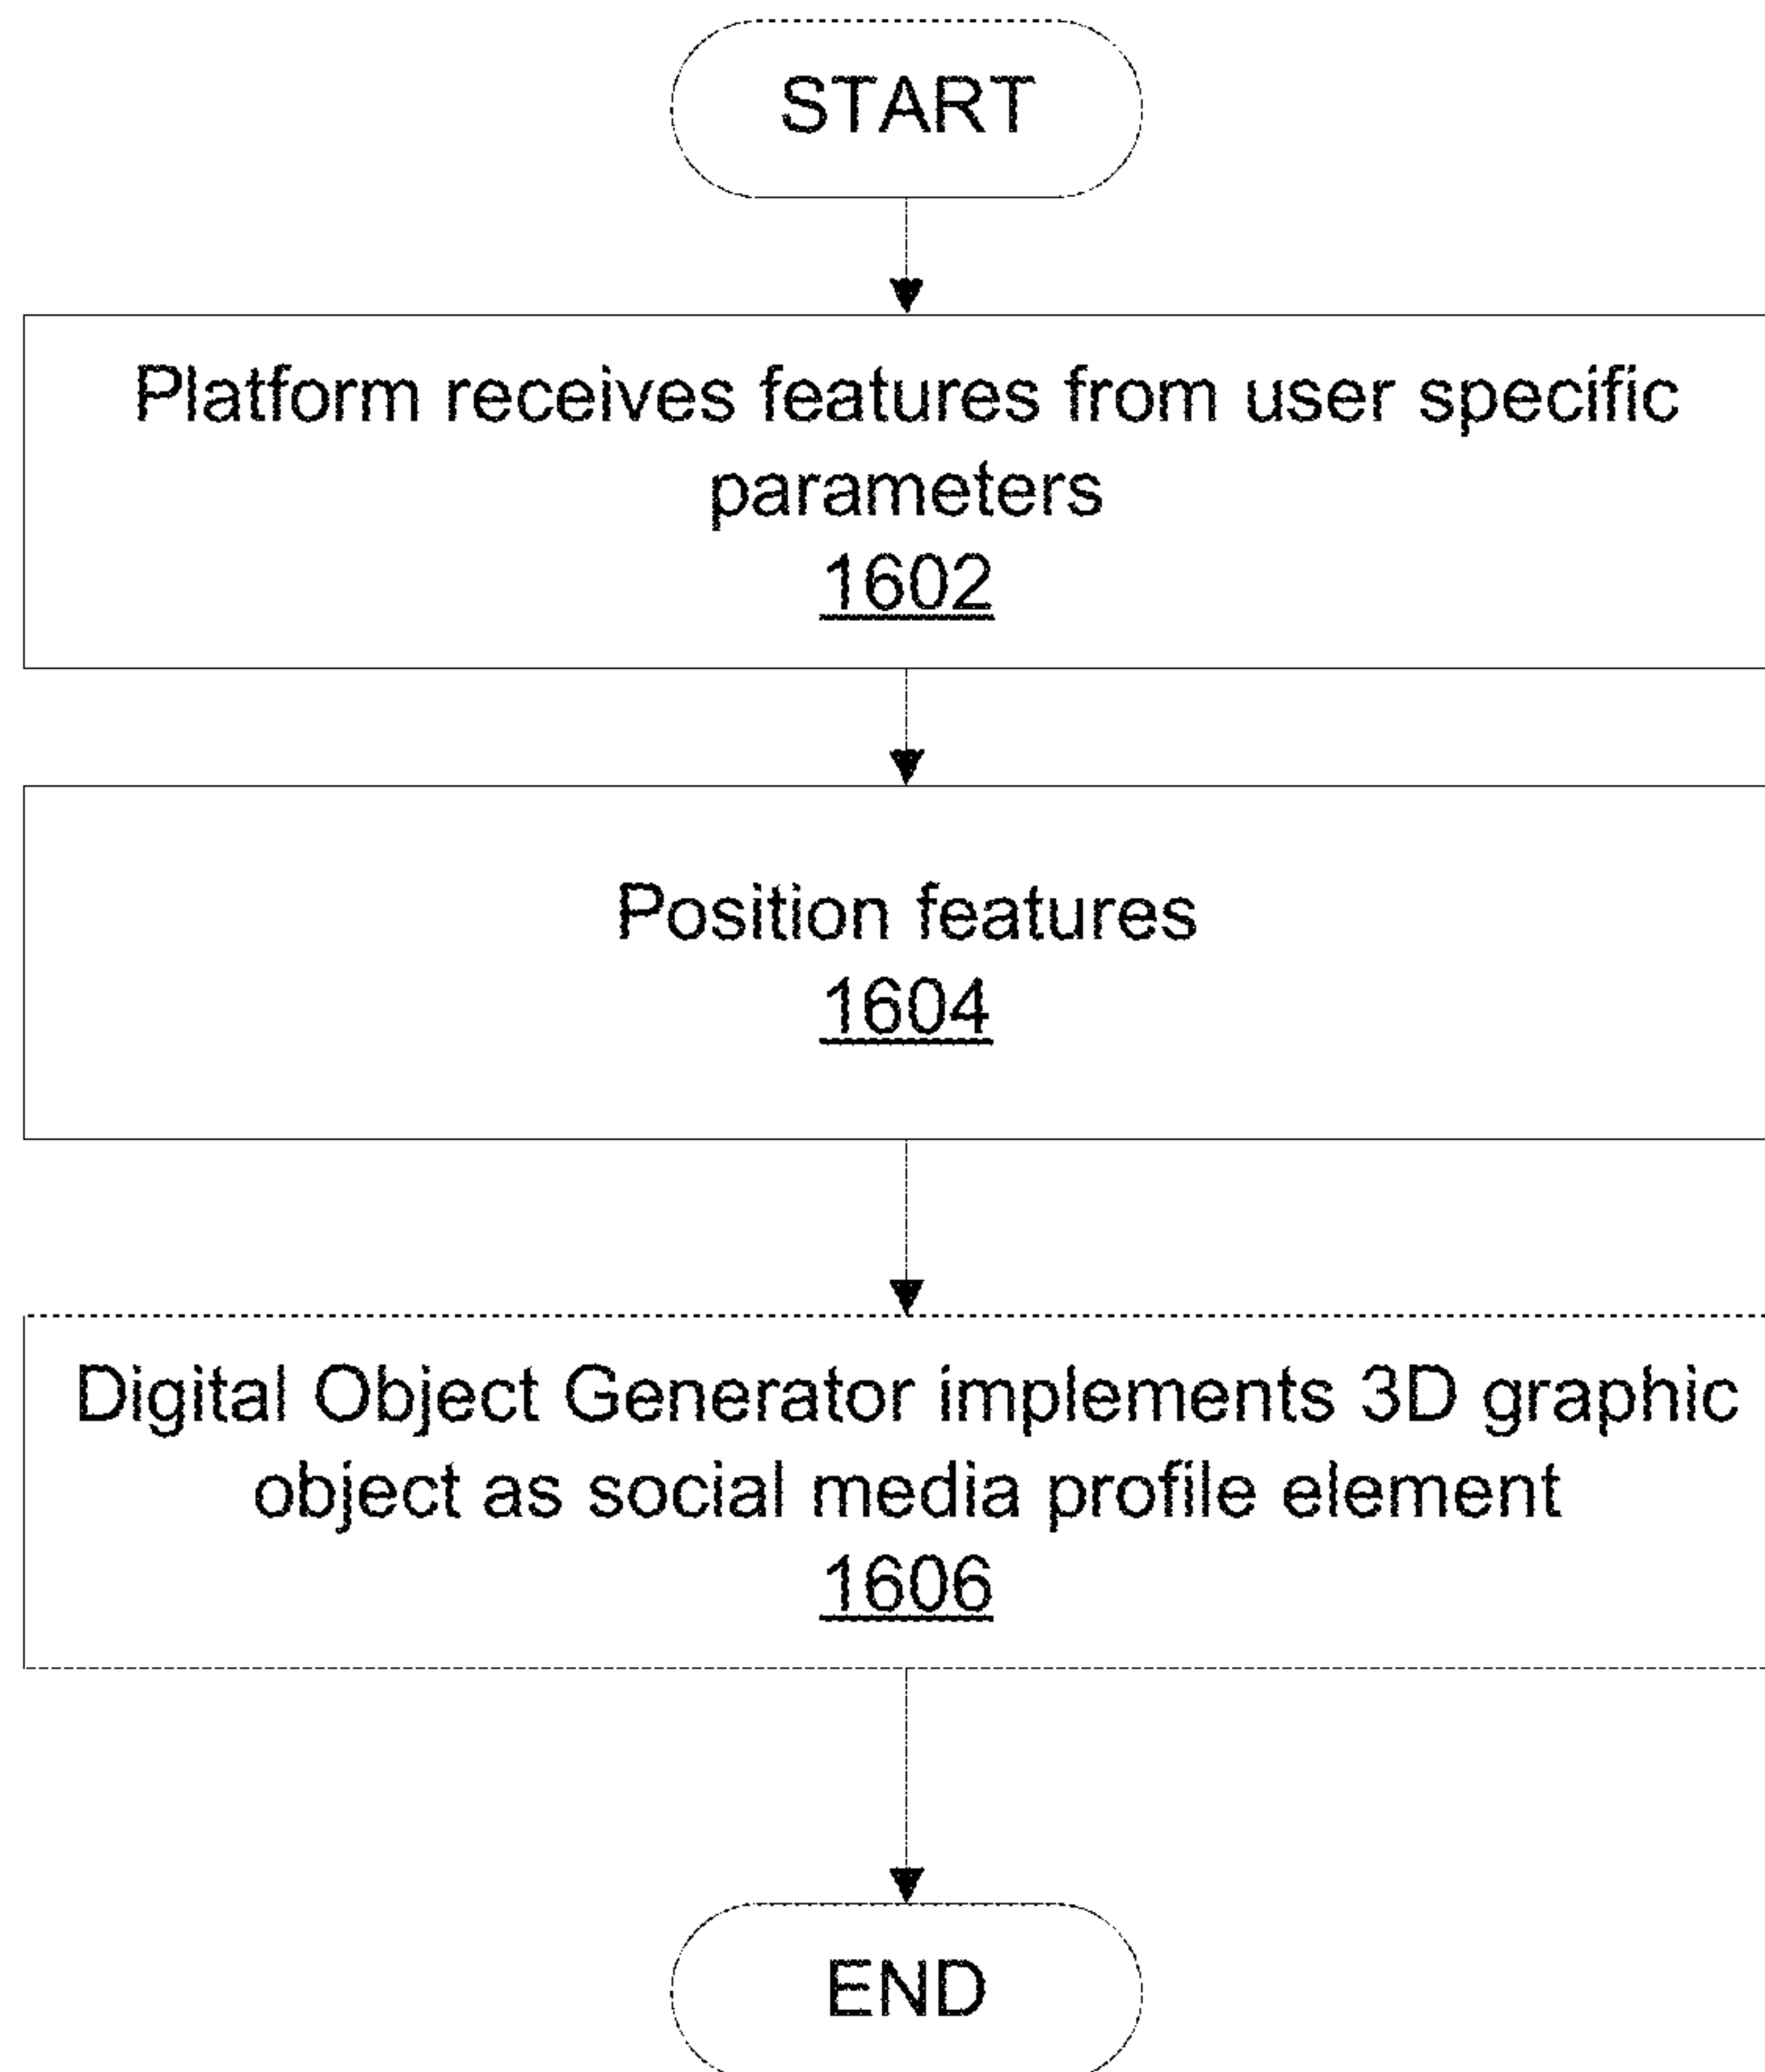 START
Platform receives features from user specific
parameters
1602
Position features
1604
Digital Object Generator implements 3D graphic
object as social media profile element
1606
END